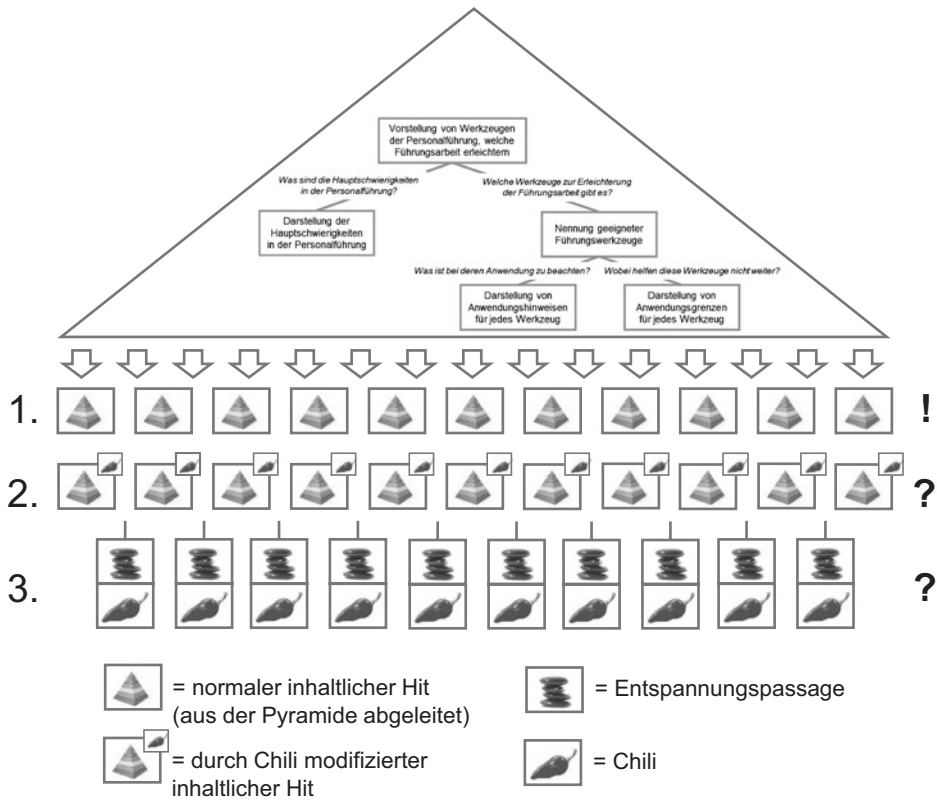 Vorstellung von Werkzeugen
der Personalführung, welche
Führungsarbeit erleichtern
Was sind die Hauptschwierigkeiten
in der Personalführung?
Welche Werkzeuge zur Erleichterung
der Führungsarbeit gibt es?
Darstellung der
Hauptschwierigkeiten
in der Personalführung
Nennung geeigneter
Führungswerkzeuge
Was ist bei deren Anwendung zu beachten?
Wobei helfen diese Werkzeuge nicht weiter?
Darstellung von
Anwendungshinweisen
für jedes Werkzeug
Darstellung von
Anwendungsgrenzen
für jedes Werkzeug
1. !
2. ?
3. ?
= normaler inhaltlicher Hit
(aus der Pyramide abgeleitet)
= Entspannungspassage
= durch Chili modifizierter
inhaltlicher Hit
= Chili